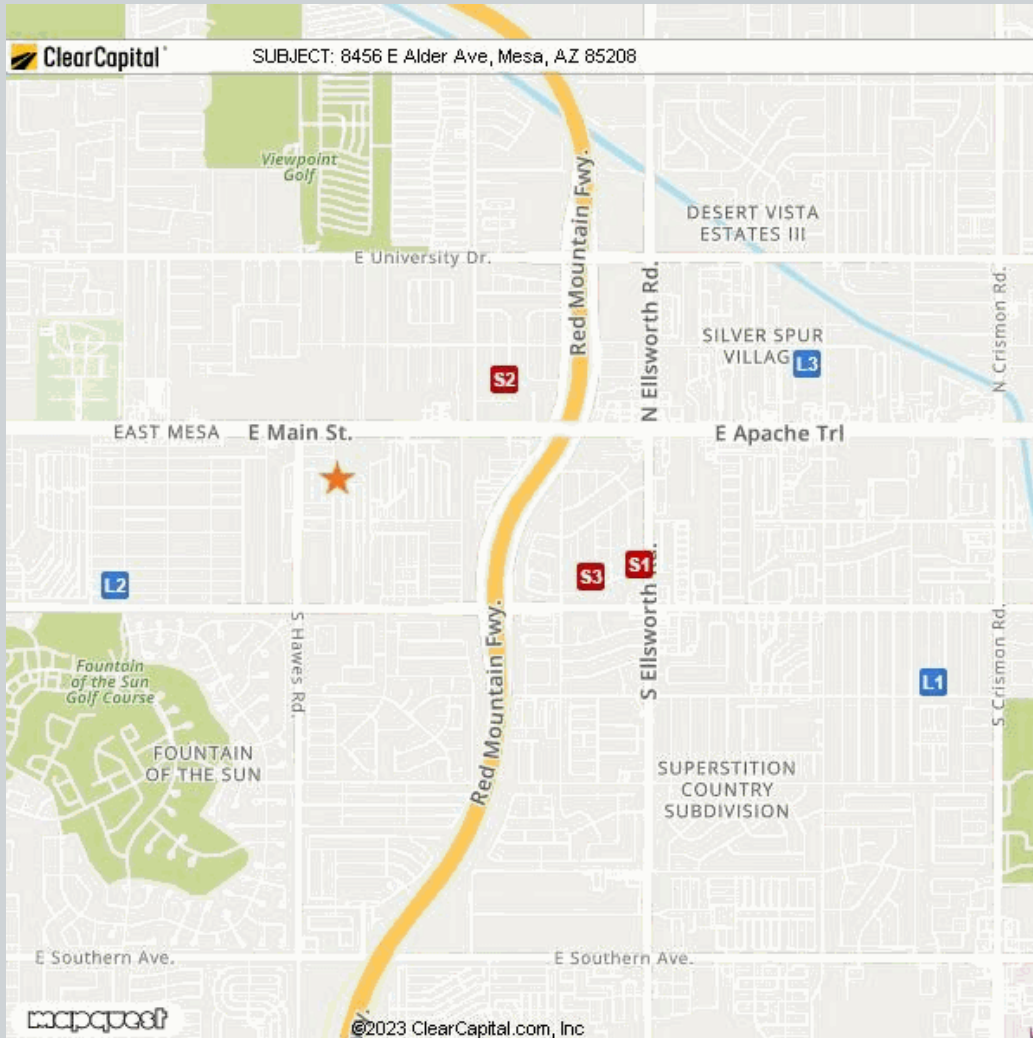 ClearCapital
SUBJECT: 8456 E Alder Ave, Mesa, AZ 85208
Viewpoint
Golf
Red Mountain Fwy.
DESERT VISTA
ESTATES III
E University Dr.
N Ellsworth Rd.
N Crismon Rd.
SILVER SPUR
VILLAG
L3
S2
EAST MESA
E Main St.
E Apache Trl
S1
S3
L2
S Hawes Rd.
Red Mountain Fwy.
S Ellsworth Rd.
S Crismon Rd.
Fountain
of the Sun
Golf Course
L1
FOUNTAIN
OF THE SUN
SUPERSTITION
COUNTRY
SUBDIVISION
E Southern Ave.
E Southern Ave.
mapquest
©2023 ClearCapital.com, Inc